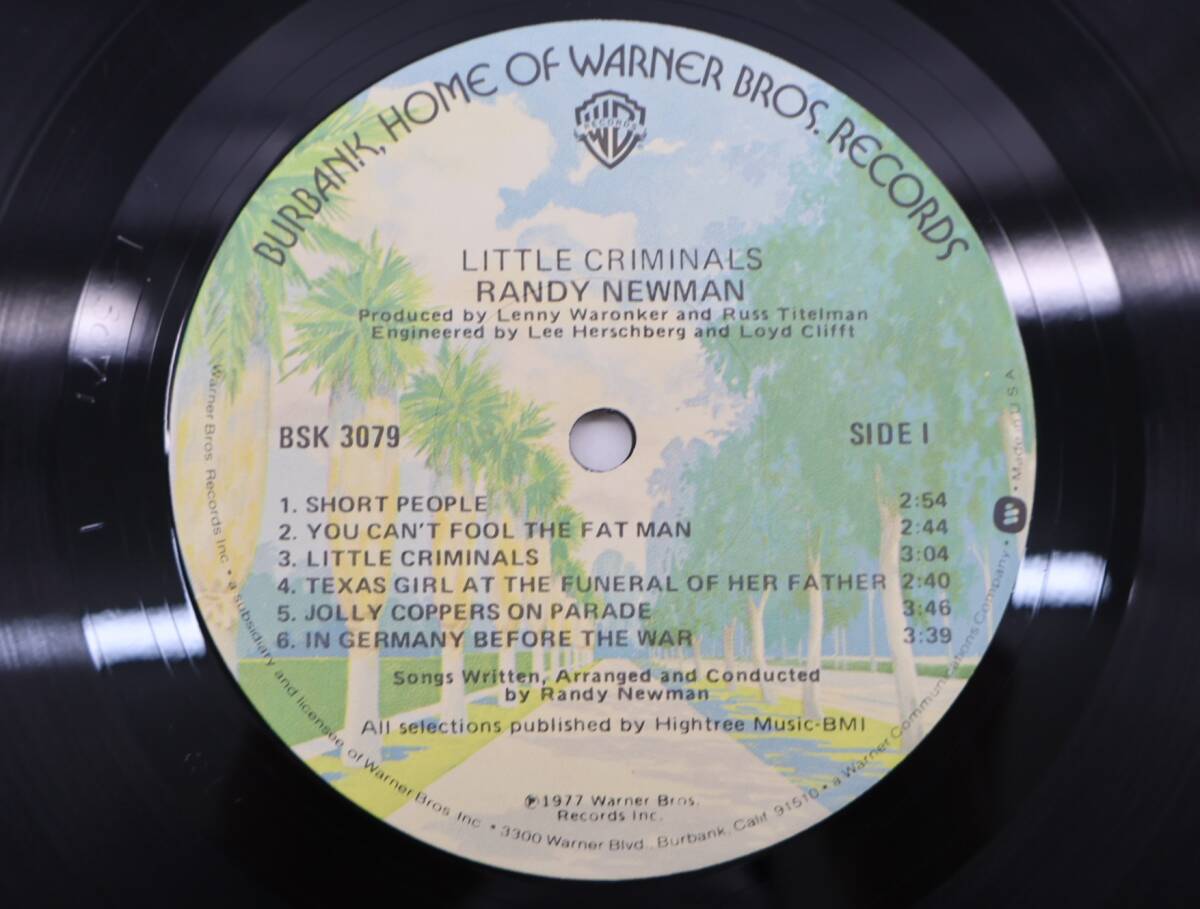 BURBANK, HOME OF WARNER BROS. RECORDS
RECORDS
LITTLE CRIMINALS
RANDY NEWMAN
Produced by Lenny Waronker and Russ Titelman
Engineered by Lee Herschberg and Loyd Clifft
BSK 3079
SIDE I
1. SHORT PEOPLE 2:54
2. YOU CAN'T FOOL THE FAT MAN 2:44
3. LITTLE CRIMINALS 3:04
4. TEXAS GIRL AT THE FUNERAL OF HER FATHER 2:40
5. JOLLY COPPERS ON PARADE 3:46
6. IN GERMANY BEFORE THE WAR 3:39
Songs Written, Arranged and Conducted
by Randy Newman
All selections published by Hightree Music-BMI
℗1977 Warner Bros.
Records Inc.
Warner Bros Records Inc • a subsidiary and licensee of Warner Bros Inc • 3300 Warner Blvd., Burbank, Calif 91510 • a Warner Communications Company • Made in U S A